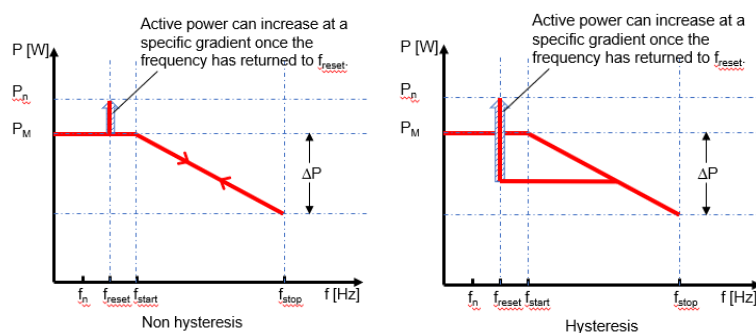 Active power can increase at a
specific gradient once the
frequency has returned to freset.
P [W]
Pn
PM
ΔP
fn
freset
fstart
fstop
f [Hz]
Non hysteresis
Active power can increase at a
specific gradient once the
frequency has returned to freset.
P [W]
Pn
PM
ΔP
fn
freset
fstart
fstop
f [Hz]
Hysteresis